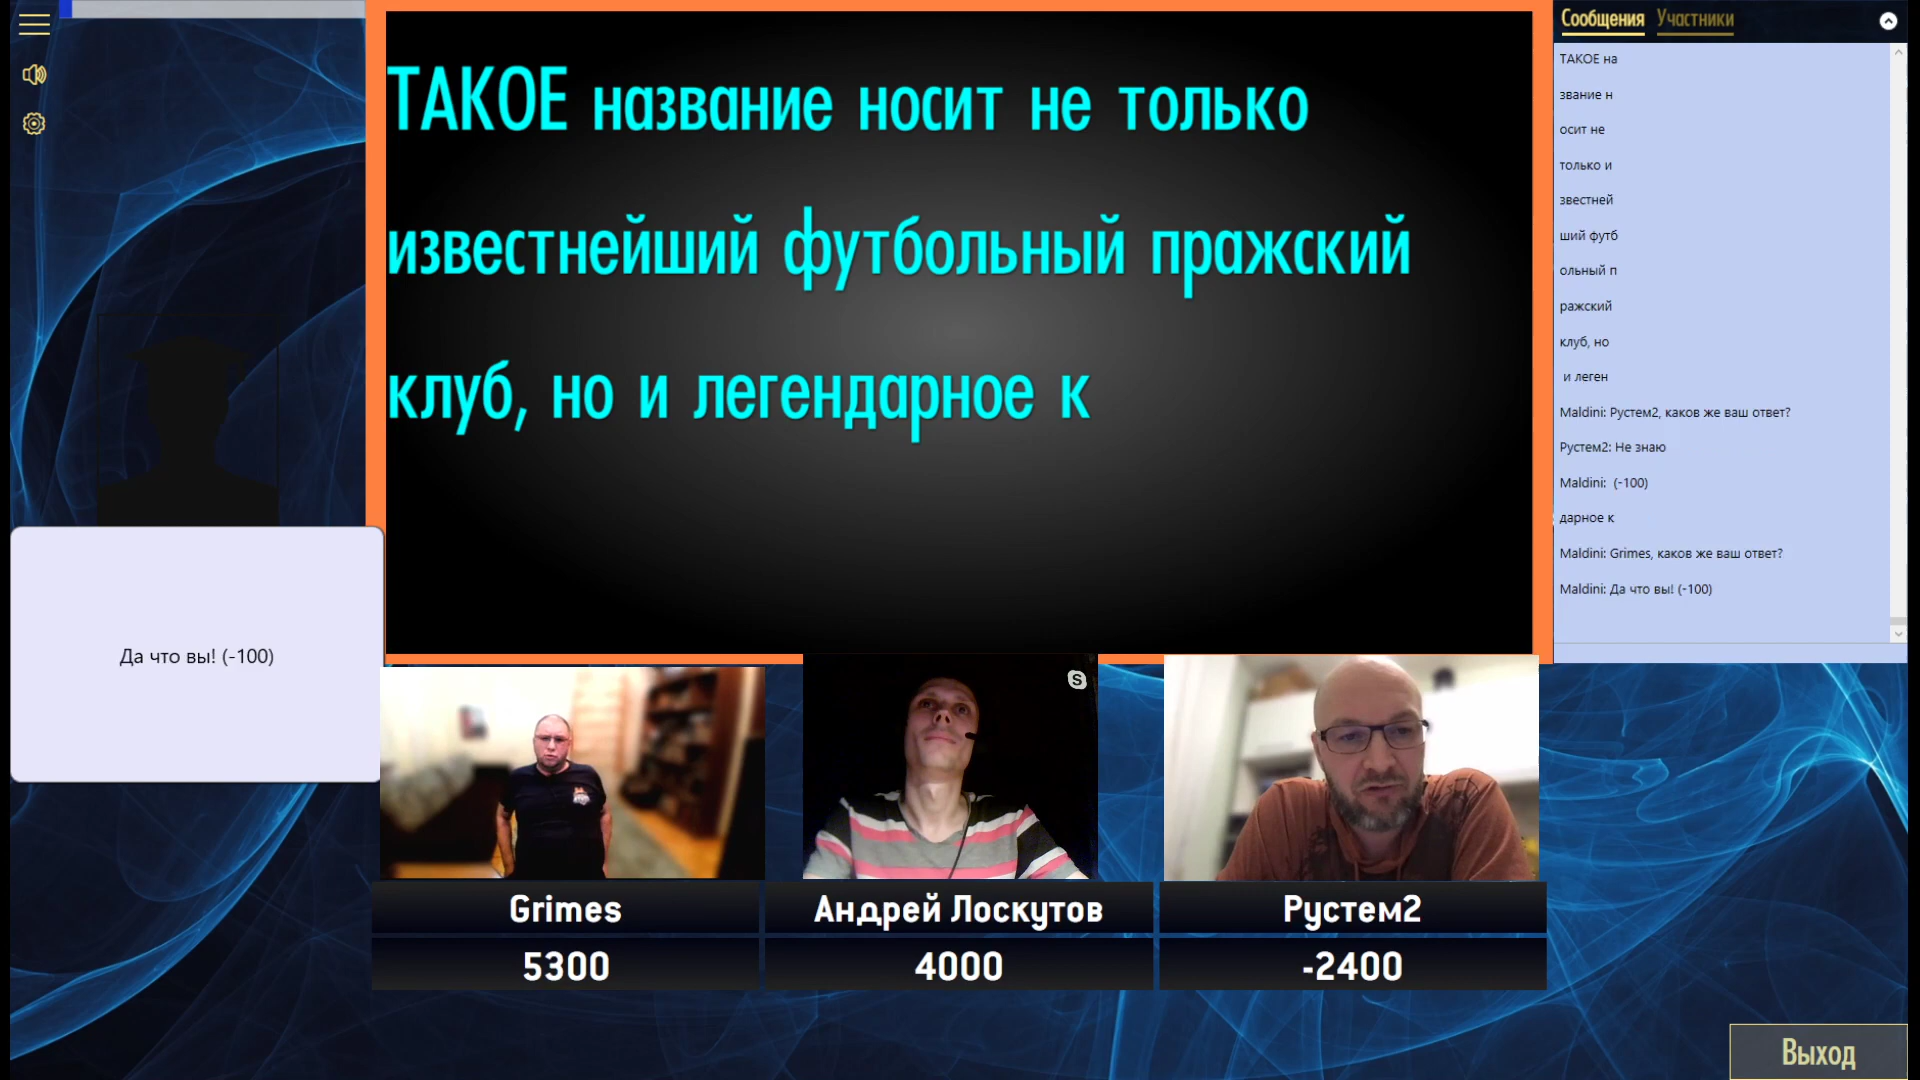 ТАКОЕ название носит не только
известнейший футбольный пражский
клуб, но и легендарное к
Сообщения Участники
ТАКОЕ на
звание н
осит не
только и
звестней
ший футб
ольный п
ражский
клуб, но
и леген
Maldini: Рустем2, каков же ваш ответ?
Рустем2: Не знаю
Maldini: (-100)
дарное к
Maldini: Grimes, каков же ваш ответ?
Maldini: Да что вы! (-100)
Да что вы! (-100)
S
Grimes Андрей Лоскутов Рустем2
5300 4000 -2400
Выход